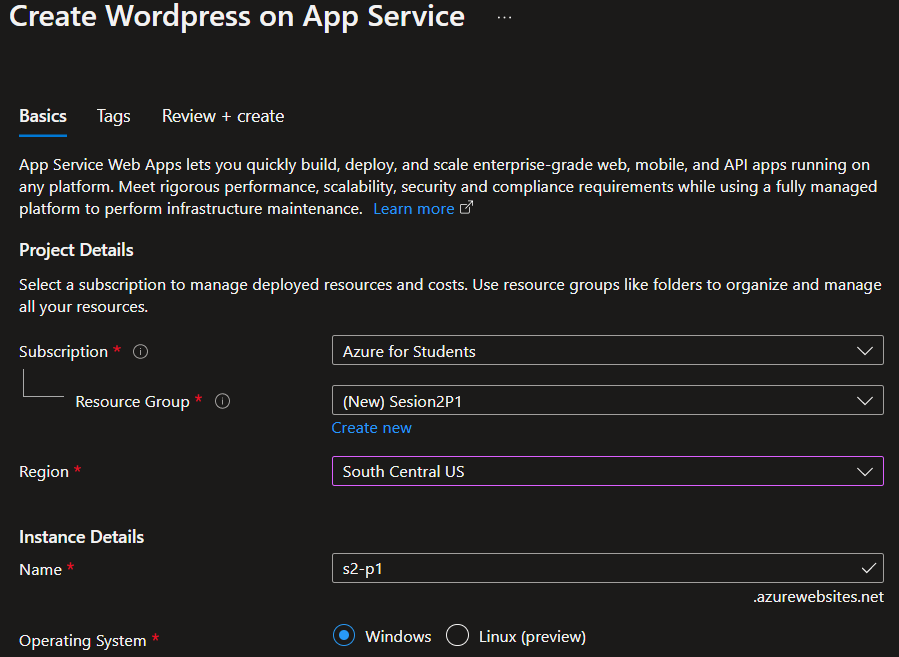 Create Wordpress on App Service ...
Basics Tags Review + create
App Service Web Apps lets you quickly build, deploy, and scale enterprise-grade web, mobile, and API apps running on
any platform. Meet rigorous performance, scalability, security and compliance requirements while using a fully managed
platform to perform infrastructure maintenance. Learn more
Project Details
Select a subscription to manage deployed resources and costs. Use resource groups like folders to organize and manage
all your resources.
Subscription * Azure for Students
Resource Group * (New) Sesion2P1
Create new
Region * South Central US
Instance Details
Name * s2-p1
.azurewebsites.net
Operating System * Windows Linux (preview)